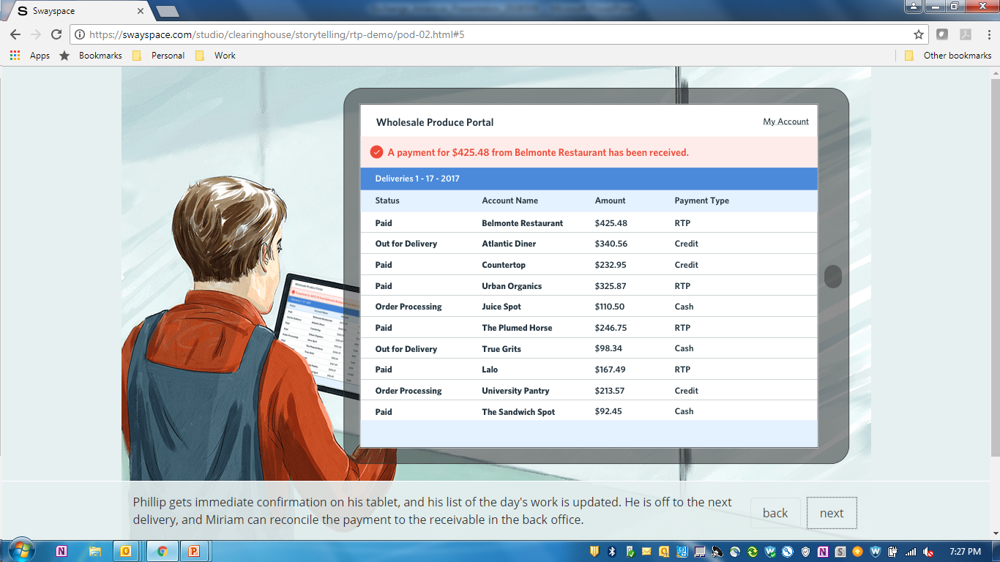 S Swayspace
https://swayspace.com/studio/clearinghouse/storytelling/rtp-demo/pod-02.html#5
Apps Bookmarks Personal Work Other bookmarks
Wholesale Produce Portal My Account
A payment for $425.48 from Belmonte Restaurant has been received.
Deliveries 1 - 17 - 2017
Status Account Name Amount Payment Type
Paid Belmonte Restaurant $425.48 RTP
Out for Delivery Atlantic Diner $340.56 Credit
Paid Countertop $232.95 Credit
Paid Urban Organics $325.87 RTP
Order Processing Juice Spot $110.50 Cash
Paid The Plumed Horse $246.75 RTP
Out for Delivery True Grits $98.34 Cash
Paid Lalo $167.49 RTP
Order Processing University Pantry $213.57 Credit
Paid The Sandwich Spot $92.45 Cash
Phillip gets immediate confirmation on his tablet, and his list of the day's work is updated. He is off to the next
delivery, and Miriam can reconcile the payment to the receivable in the back office.
back next
7:27 PM